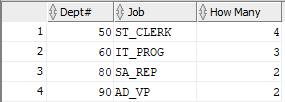 Dept# Job How Many
1 50 ST_CLERK 4
2 60 IT_PROG 3
3 80 SA_REP 2
4 90 AD_VP 2